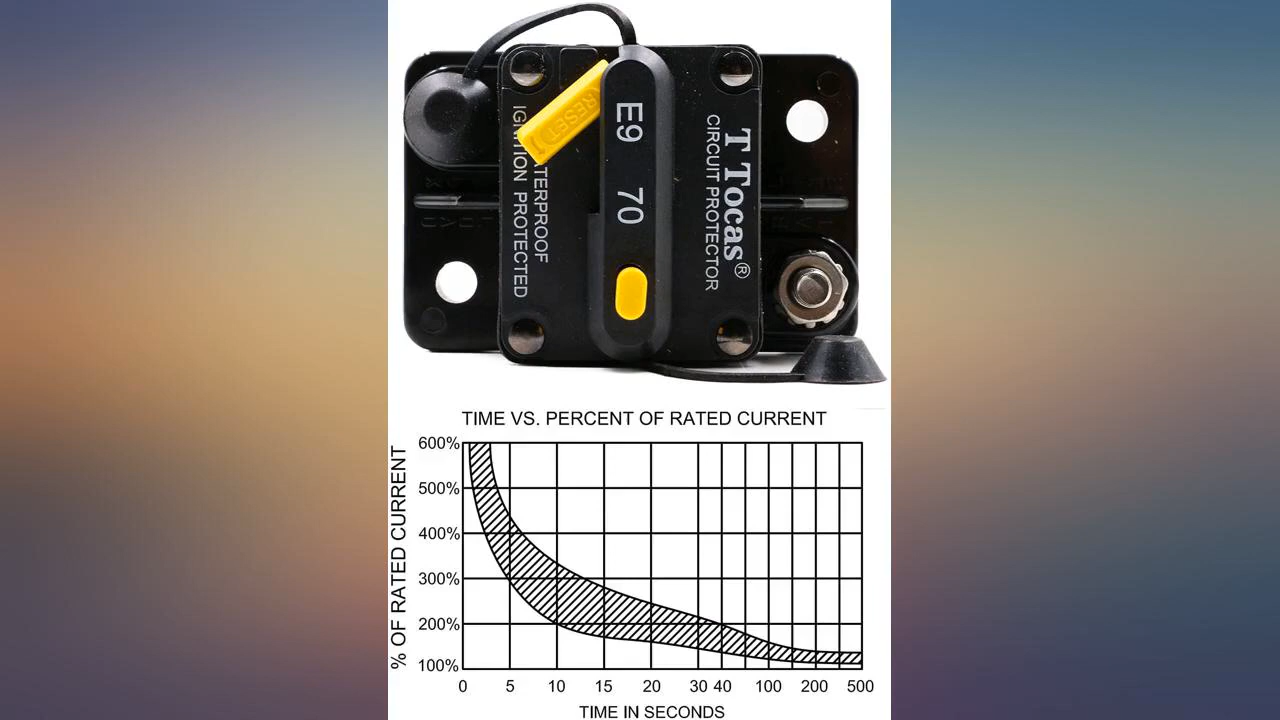 RESET
IGNITION PROTECTED
E9 70
T Tocas®
CIRCUIT PROTECTOR
TIME VS. PERCENT OF RATED CURRENT
% OF RATED CURRENT
600%
500%
400%
300%
200%
100%
0 5 10 15 20 30 40 100 200 500
TIME IN SECONDS